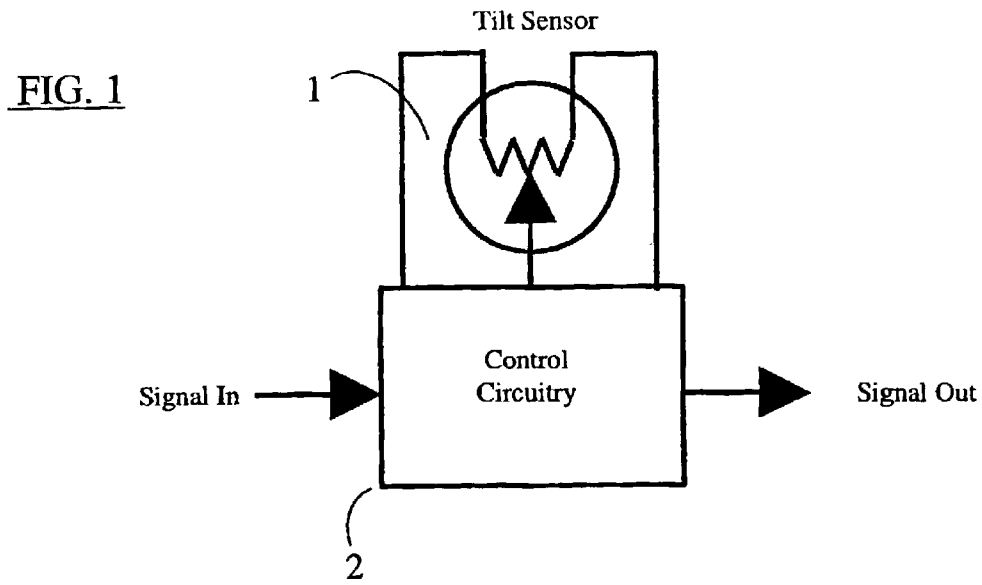 Tilt Sensor
FIG. 1
1
Control
Circuitry
Signal In
Signal Out
2